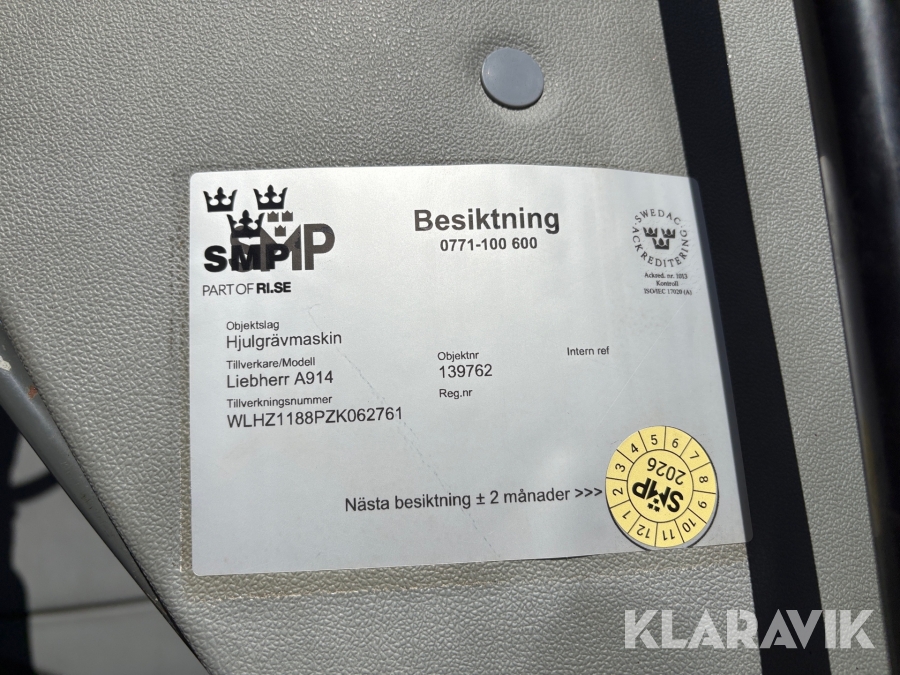 Besiktning
0771-100 600
SMP
SMP
PART OF RI.SE
SWEDAC
ACKREDITERING
Ackred. nr. 1013
Kontroll
ISO/IEC 17020 (A)
Objektslag
Hjulgrävmaskin
Tillverkare/Modell
Liebherr A914
Objektnr
139762
Intern ref
Tillverkningsnummer
WLHZ1188PZK062761
Reg.nr
Nästa besiktning ± 2 månader >>>
1 2 3 4 5 6 7 8 9 10 11 12
2026
SMP
KLARAVIK